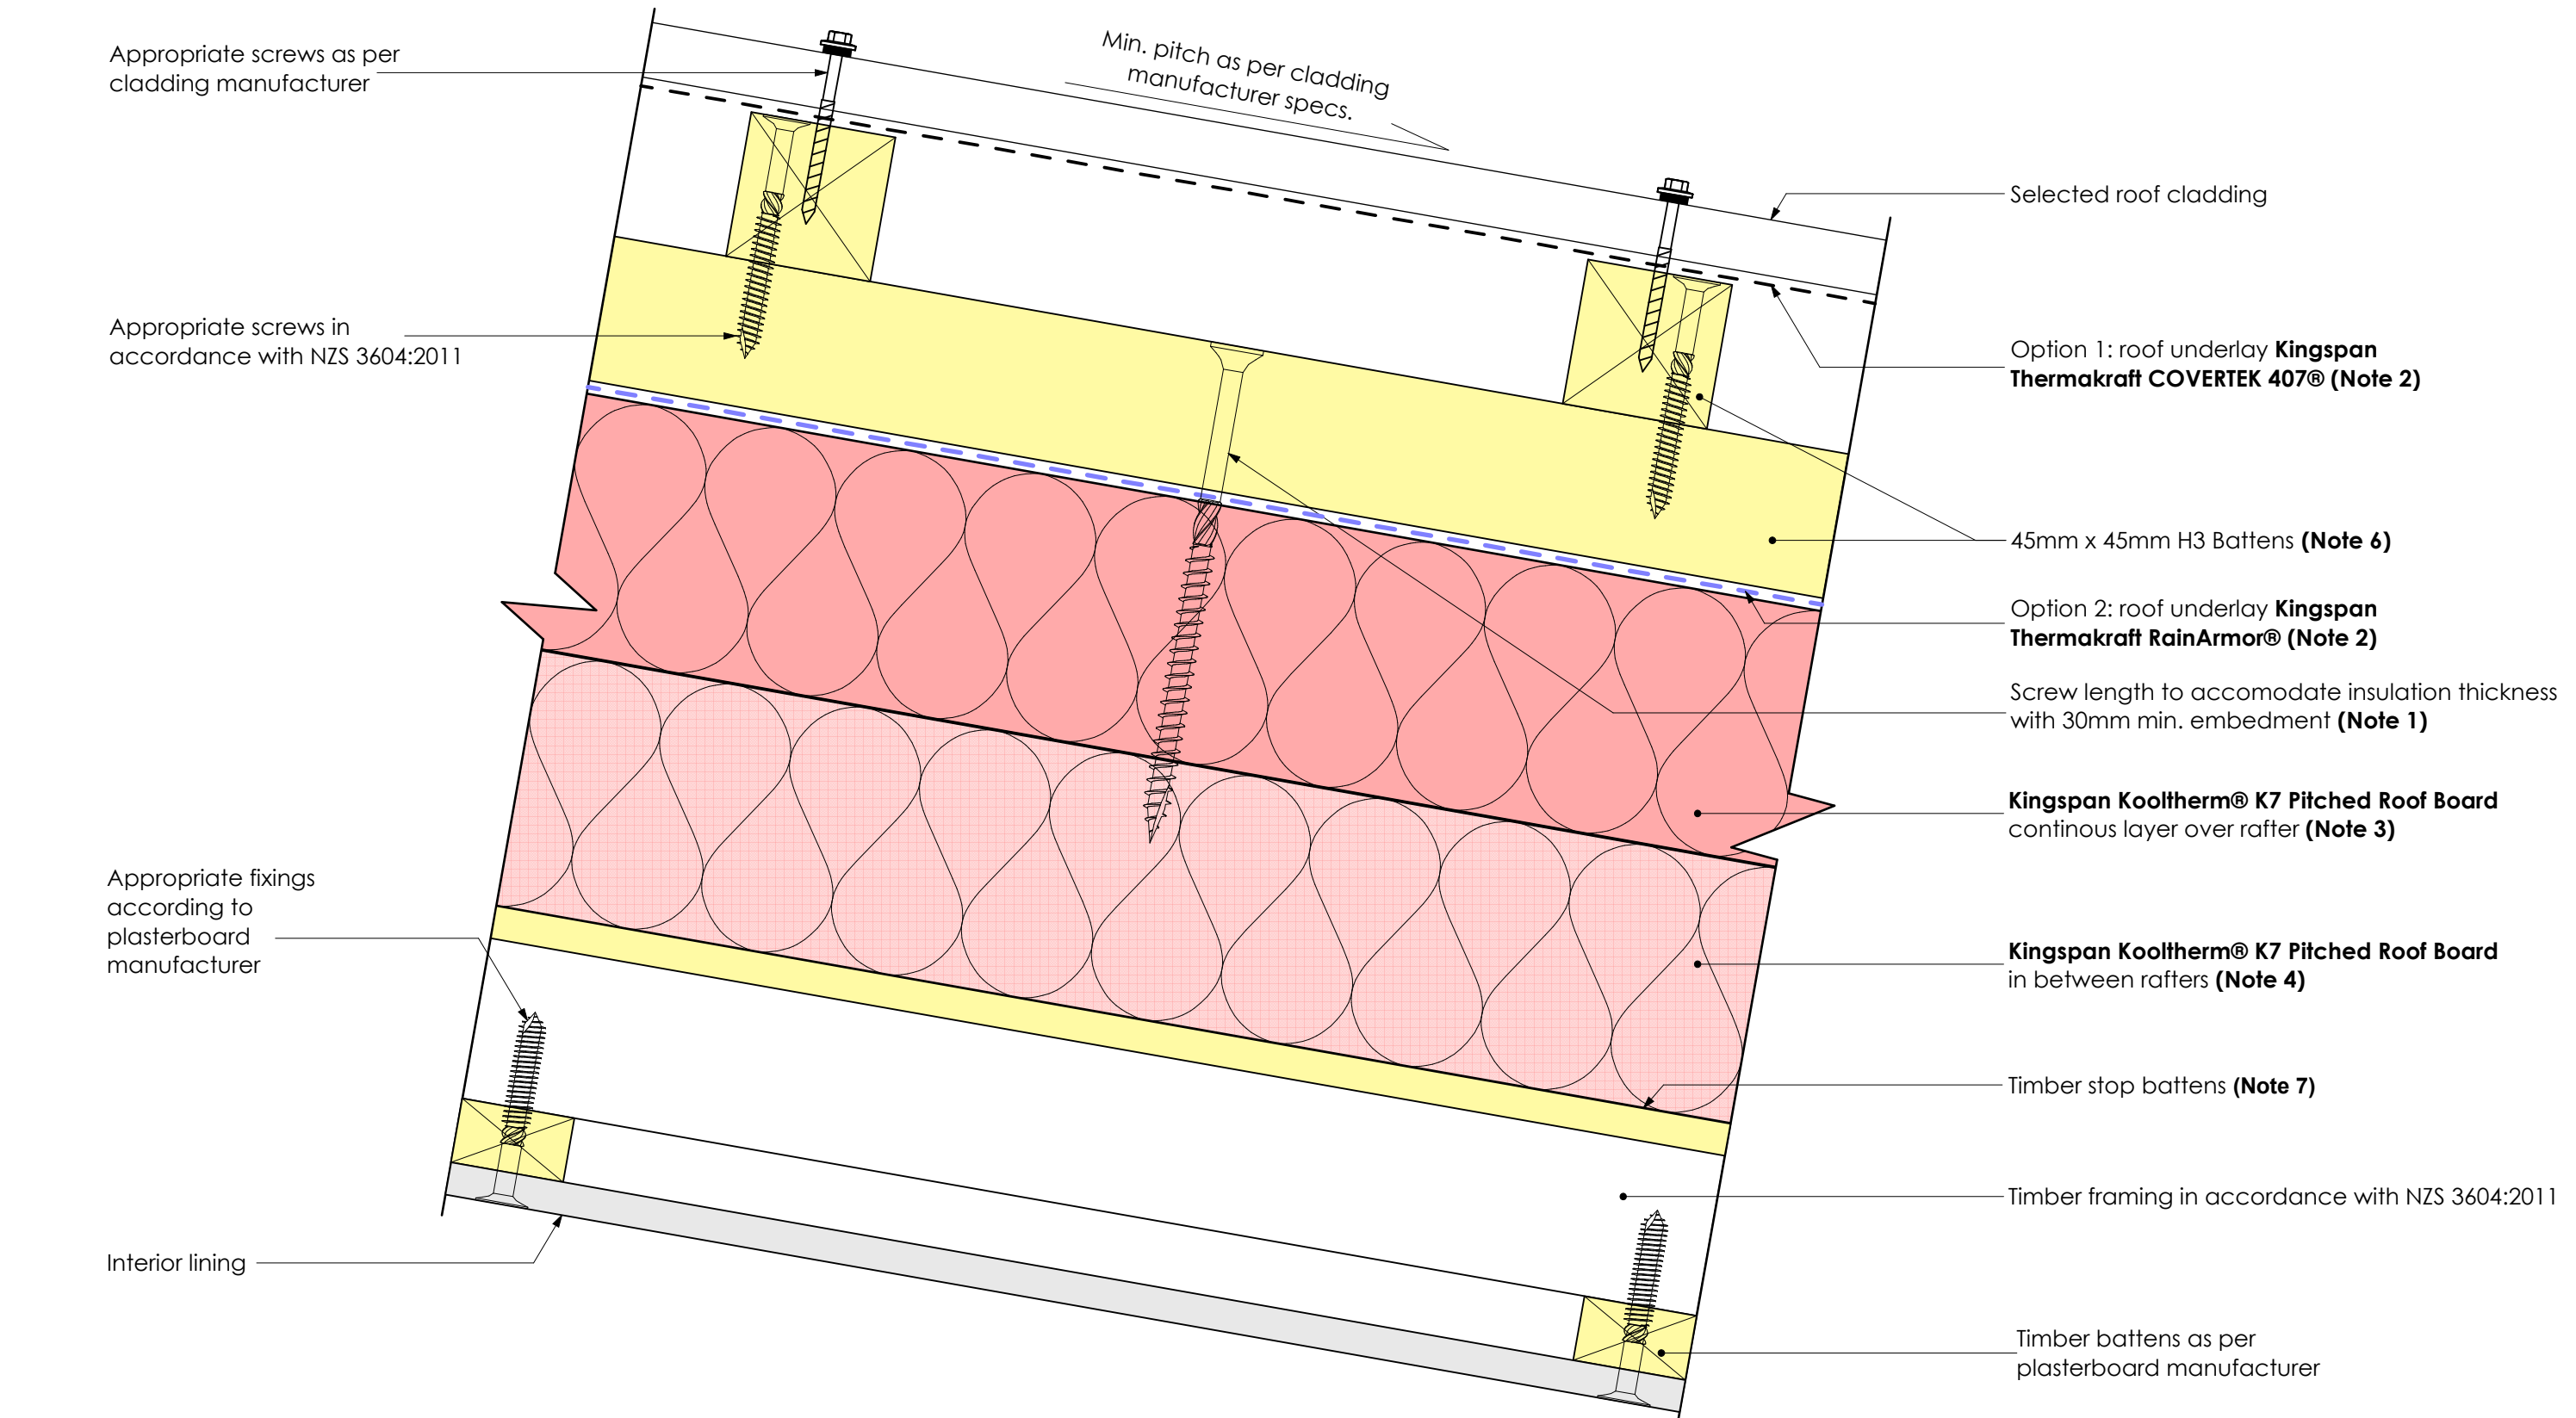 Appropriate screws as per
cladding manufacturer
Min. pitch as per cladding
manufacturer specs.
Selected roof cladding
Appropriate screws in
accordance with NZS 3604:2011
Option 1: roof underlay Kingspan
Thermakraft COVERTEK 407® (Note 2)
45mm x 45mm H3 Battens (Note 6)
Option 2: roof underlay Kingspan
Thermakraft RainArmor® (Note 2)
Screw length to accomodate insulation thickness
with 30mm min. embedment (Note 1)
Kingspan Kooltherm® K7 Pitched Roof Board
continous layer over rafter (Note 3)
Appropriate fixings
according to
plasterboard
manufacturer
Kingspan Kooltherm® K7 Pitched Roof Board
in between rafters (Note 4)
Timber stop battens (Note 7)
Timber framing in accordance with NZS 3604:2011
Interior lining
Timber battens as per
plasterboard manufacturer